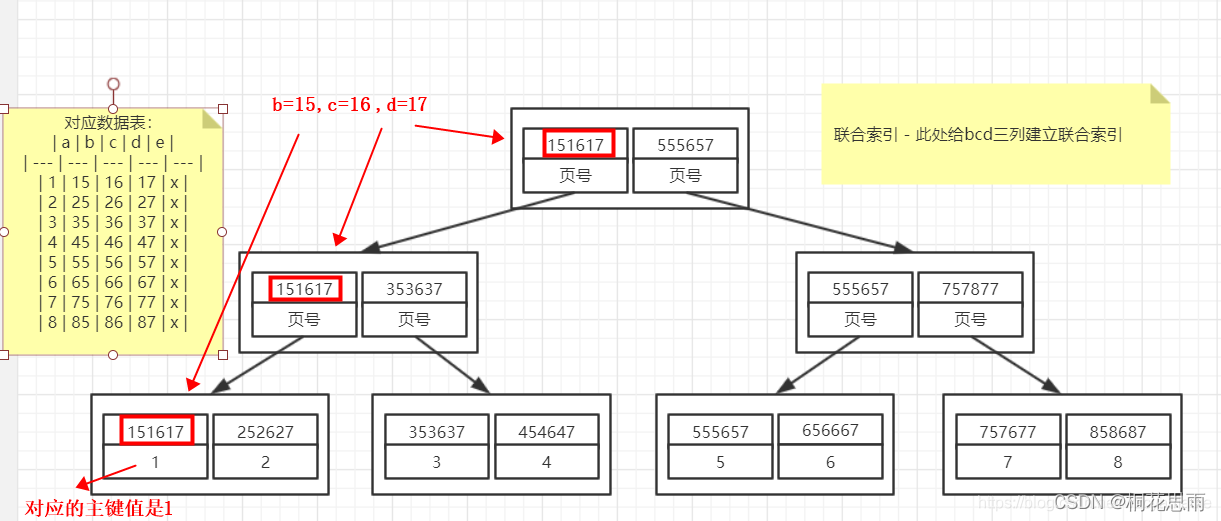 对应数据表：
| a | b | c | d | e |
| --- | --- | --- | --- | --- |
| 1 | 15 | 16 | 17 | x |
| 2 | 25 | 26 | 27 | x |
| 3 | 35 | 36 | 37 | x |
| 4 | 45 | 46 | 47 | x |
| 5 | 55 | 56 | 57 | x |
| 6 | 65 | 66 | 67 | x |
| 7 | 75 | 76 | 77 | x |
| 8 | 85 | 86 | 87 | x |
b=15, c=16 , d=17
联合索引 - 此处给bcd三列建立联合索引
151617 555657
页号 页号
151617 353637 555657 757877
页号 页号 页号 页号
151617 252627 353637 454647 555657 656667 757677 858687
1 2 3 4 5 6 7 8
对应的主键值是1
CSDN @桐花思雨